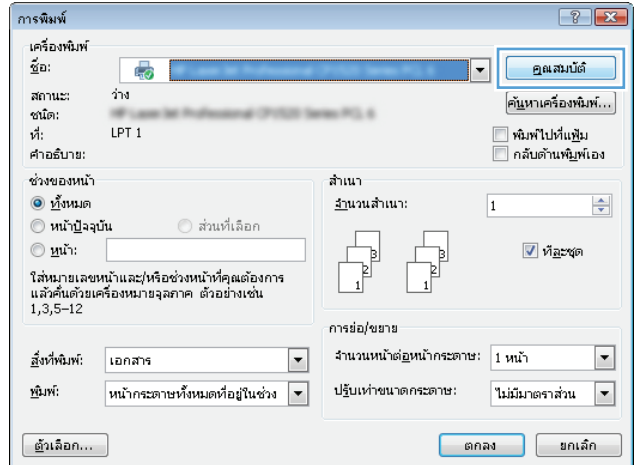 การพิมพ์
เครื่องพิมพ์
ชื่อ:
คุณสมบัติ
สถานะ: ว่าง
ค้นหาเครื่องพิมพ์...
ชนิด:
ที่: LPT 1
พิมพ์ไปที่แฟ้ม
คำอธิบาย:
กลับด้านพิมพ์เอง
ช่วงของหน้า
ทั้งหมด
หน้าปัจจุบัน ส่วนที่เลือก
หน้า:
ใส่หมายเลขหน้าและ/หรือช่วงหน้าที่คุณต้องการ
แล้วคั่นด้วยเครื่องหมายจุลภาค ตัวอย่างเช่น
1,3,5–12
สำเนา
จำนวนสำเนา: 1
3 3
2 2
1 1
ทีละชุด
สิ่งที่พิมพ์: เอกสาร
พิมพ์: หน้ากระดาษทั้งหมดที่อยู่ในช่วง
การย่อ/ขยาย
จำนวนหน้าต่อหน้ากระดาษ: 1 หน้า
ปรับเท่าขนาดกระดาษ: ไม่มีมาตราส่วน
ตัวเลือก...
ตกลง ยกเลิก